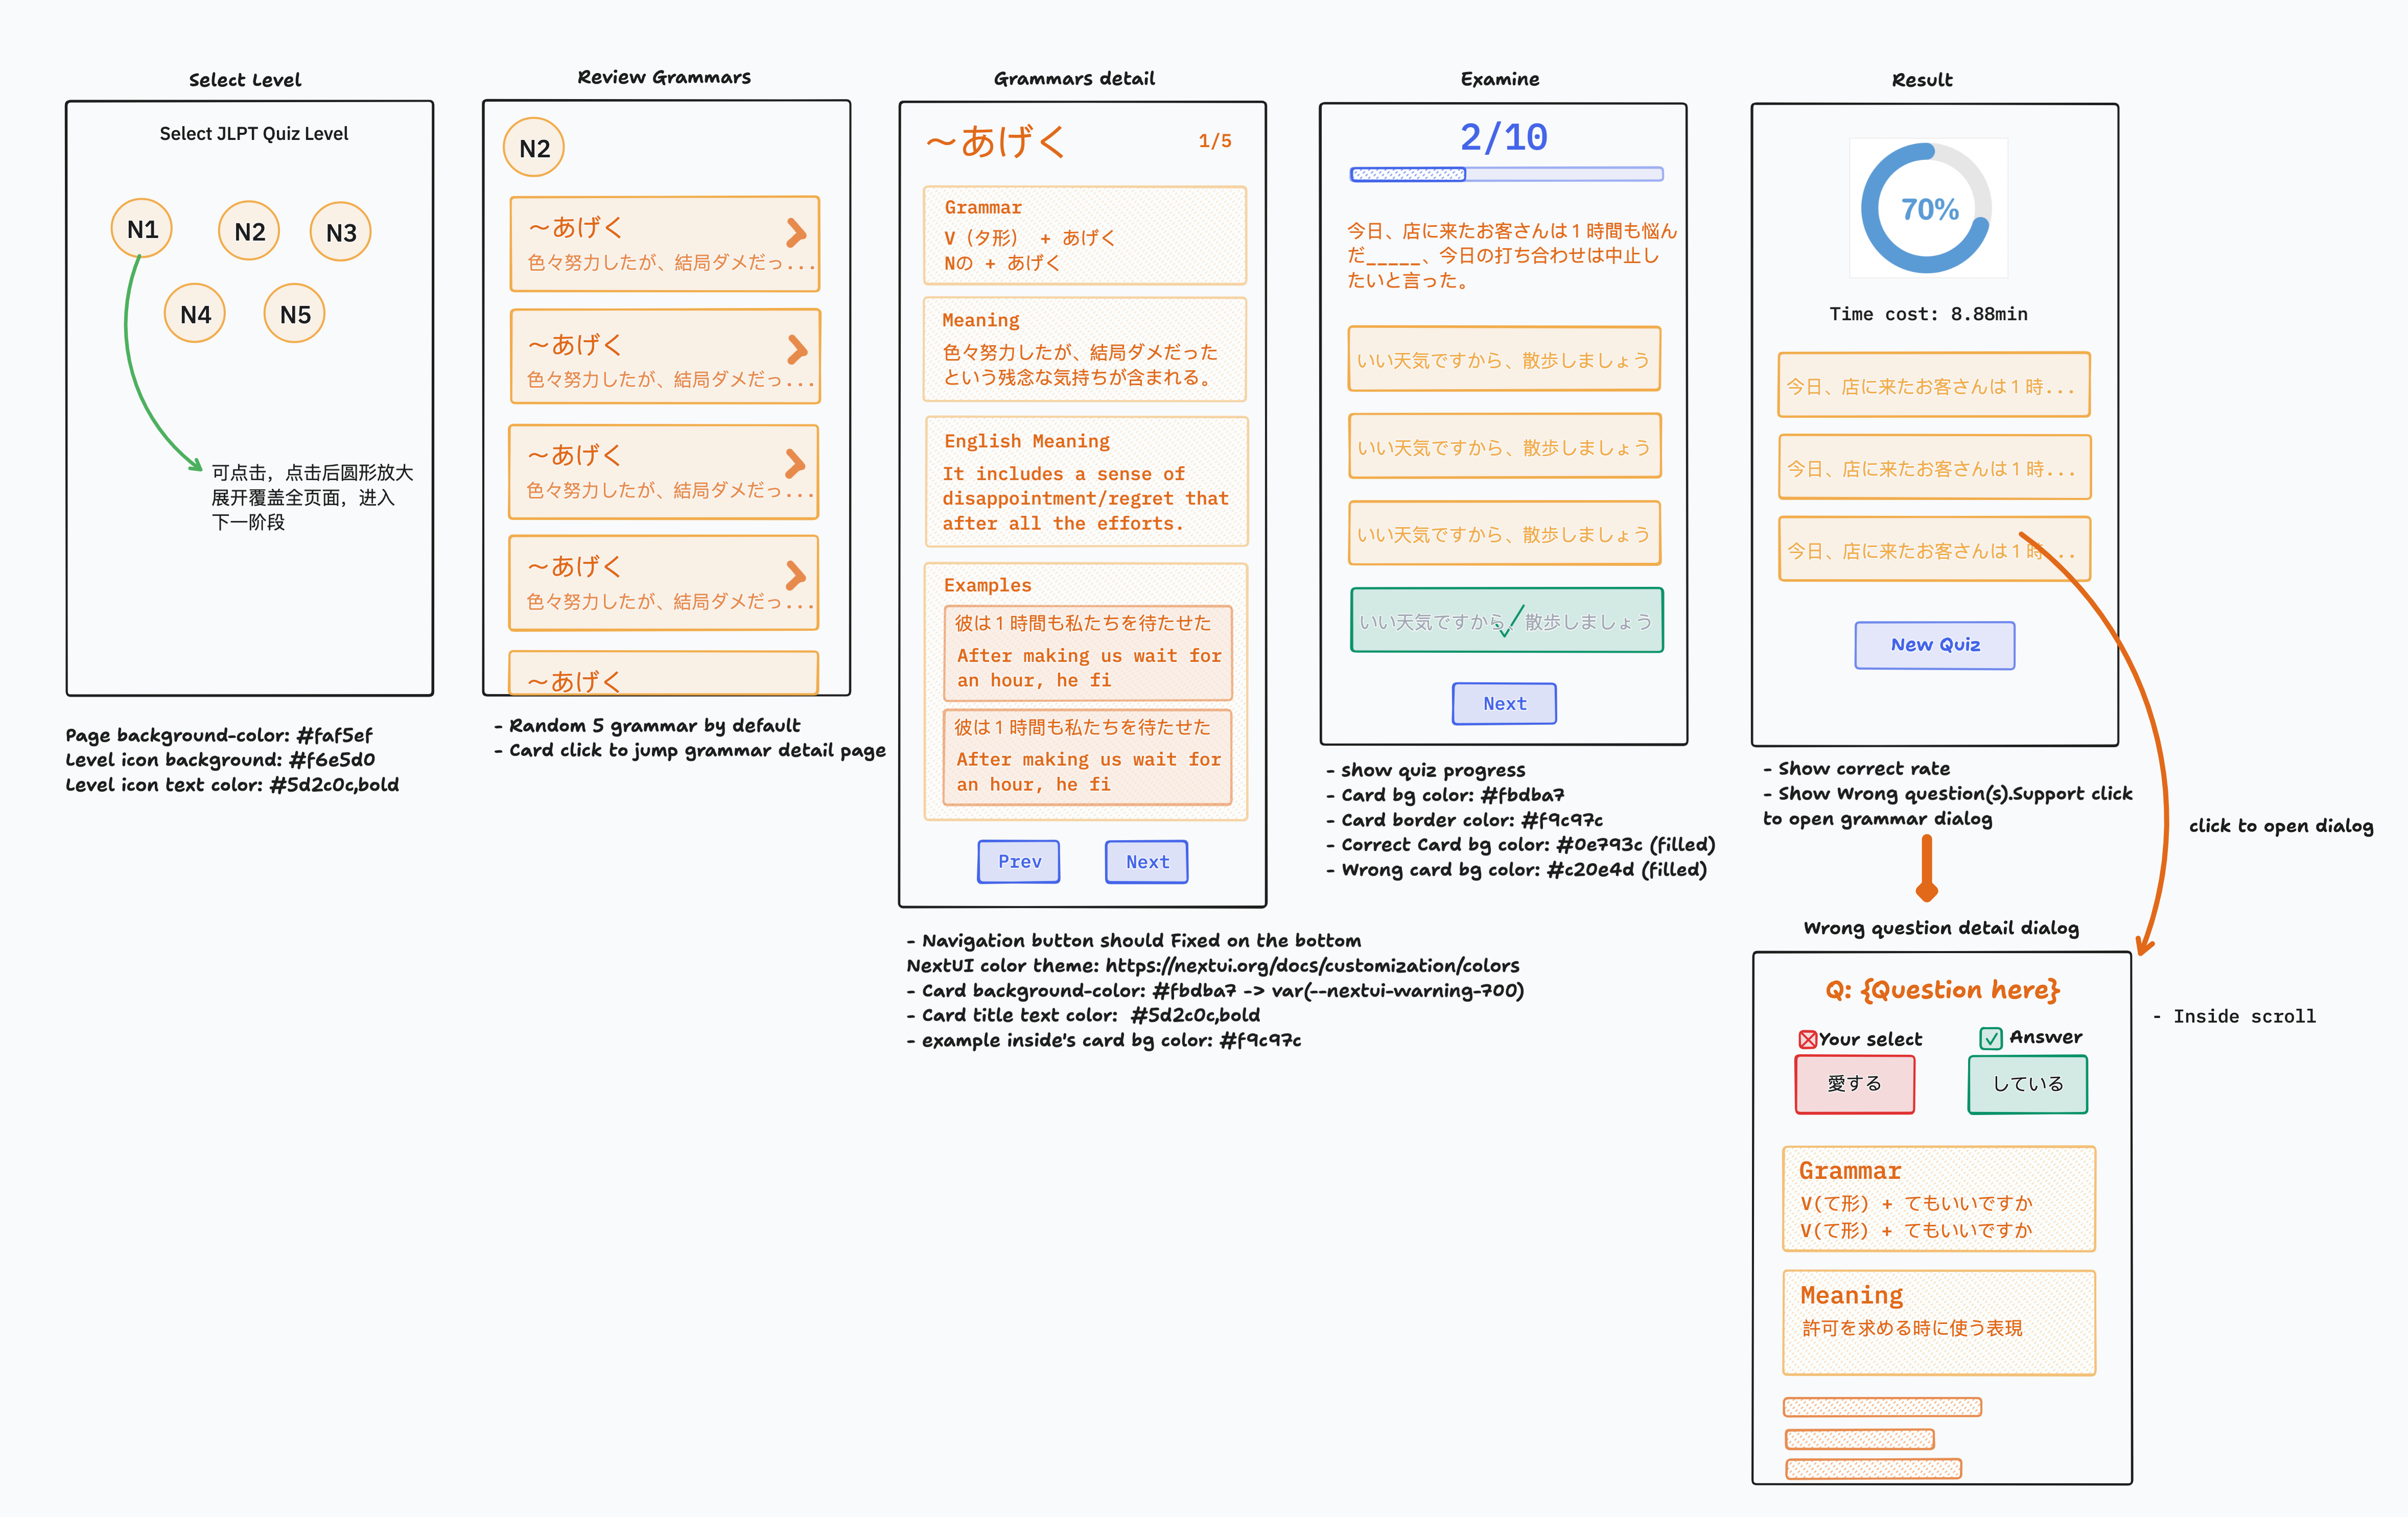 Select Level
Select JLPT Quiz Level
N1
N2
N3
N4
N5
可点击，点击后圆形放大
展开覆盖全页面，进入
下一阶段
Page background-color: #faf5ef
Level icon background: #f6e5d0
Level icon text color: #5d2c0c,bold
Review Grammars
N2
〜あげく
色々努力したが、結局ダメだっ...
〜あげく
色々努力したが、結局ダメだっ...
〜あげく
色々努力したが、結局ダメだっ...
〜あげく
色々努力したが、結局ダメだっ...
〜あげく
- Random 5 grammar by default
- Card click to jump grammar detail page
Grammars detail
〜あげく
1/5
Grammar
V（タ形） + あげく
Nの + あげく
Meaning
色々努力したが、結局ダメだった
という残念な気持ちが含まれる。
English Meaning
It includes a sense of
disappointment/regret that
after all the efforts.
Examples
彼は１時間も私たちを待たせた
After making us wait for
an hour, he fi
彼は１時間も私たちを待たせた
After making us wait for
an hour, he fi
Prev
Next
- Navigation button should Fixed on the bottom
NextUI color theme: https://nextui.org/docs/customization/colors
- Card background-color: #fbdba7 -> var(--nextui-warning-700)
- Card title text color: #5d2c0c,bold
- example inside's card bg color: #f9c97c
Examine
2/10
今日、店に来たお客さんは１時間も悩ん
だ_____、今日の打ち合わせは中止し
たいと言った。
いい天気ですから、散歩しましょう
いい天気ですから、散歩しましょう
いい天気ですから、散歩しましょう
いい天気ですから、散歩しましょう
Next
- show quiz progress
- Card bg color: #fbdba7
- Card border color: #f9c97c
- Correct Card bg color: #0e793c (filled)
- Wrong card bg color: #c20e4d (filled)
Result
70%
Time cost: 8.88min
今日、店に来たお客さんは１時...
今日、店に来たお客さんは１時...
今日、店に来たお客さんは１時...
New Quiz
- Show correct rate
- Show Wrong question(s).Support click
to open grammar dialog
click to open dialog
Wrong question detail dialog
Q: {Question here}
Your select
Answer
愛する
している
Grammar
V(て形) + てもいいですか
V(て形) + てもいいですか
Meaning
許可を求める時に使う表現
- Inside scroll